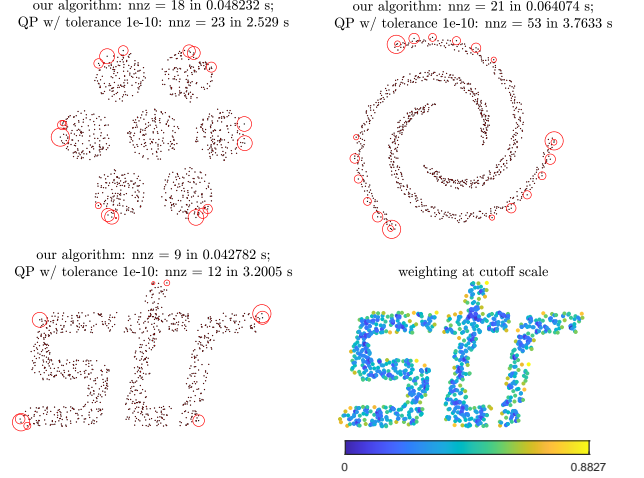 our algorithm: nnz = 18 in 0.048232 s;
QP w/ tolerance 1e-10: nnz = 23 in 2.529 s
our algorithm: nnz = 21 in 0.064074 s;
QP w/ tolerance 1e-10: nnz = 53 in 3.7633 s
our algorithm: nnz = 9 in 0.042782 s;
QP w/ tolerance 1e-10: nnz = 12 in 3.2005 s
weighting at cutoff scale
0
0.8827